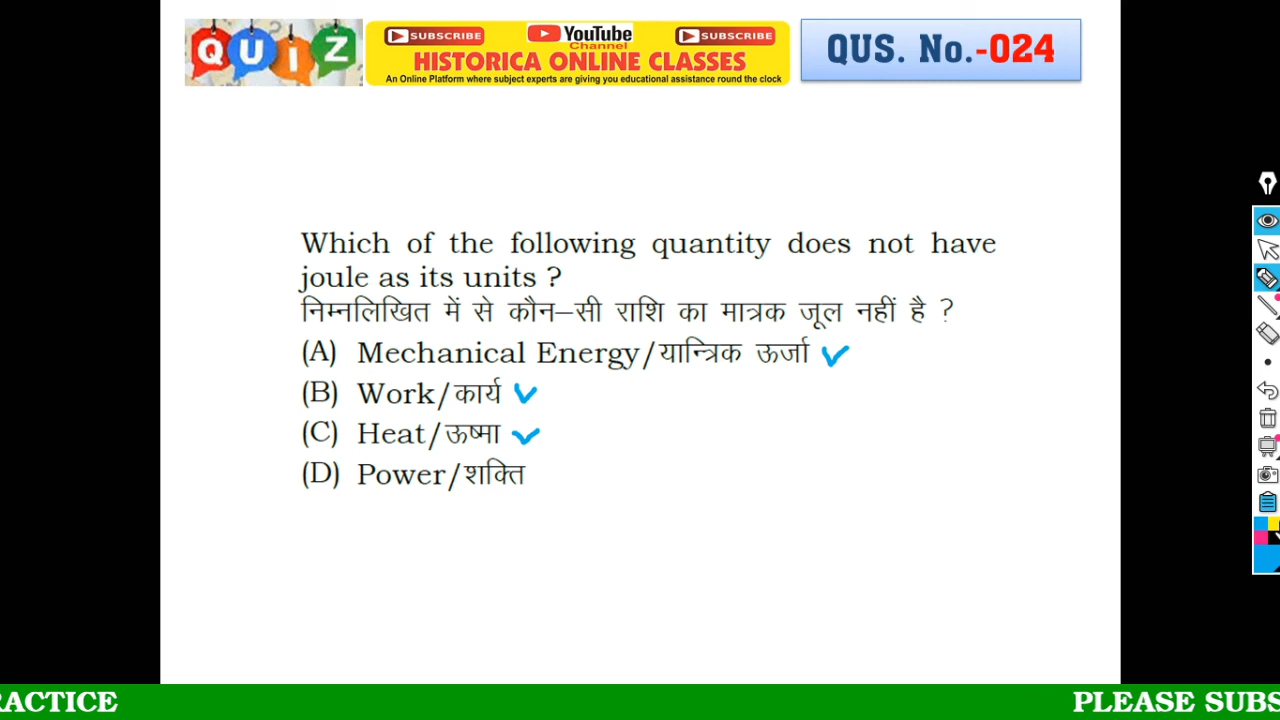 QUIZ
SUBSCRIBE YouTube SUBSCRIBE
Channel
HISTORICA ONLINE CLASSES
An Online Platform where subject experts are giving you educational assistance round the clock
QUS. No.-024
Which of the following quantity does not have
joule as its units ?
निम्नलिखित में से कौन–सी राशि का मात्रक जूल नहीं है ?
(A) Mechanical Energy/यान्त्रिक ऊर्जा
(B) Work/कार्य
(C) Heat/ऊष्मा
(D) Power/शक्ति
RACTICE PLEASE SUBS